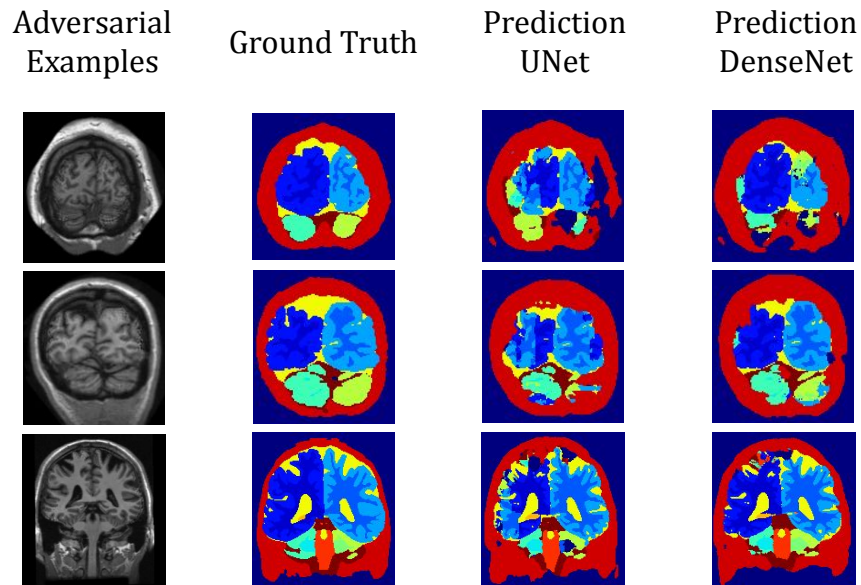 Adversarial
Examples
Ground Truth
Prediction
UNet
Prediction
DenseNet